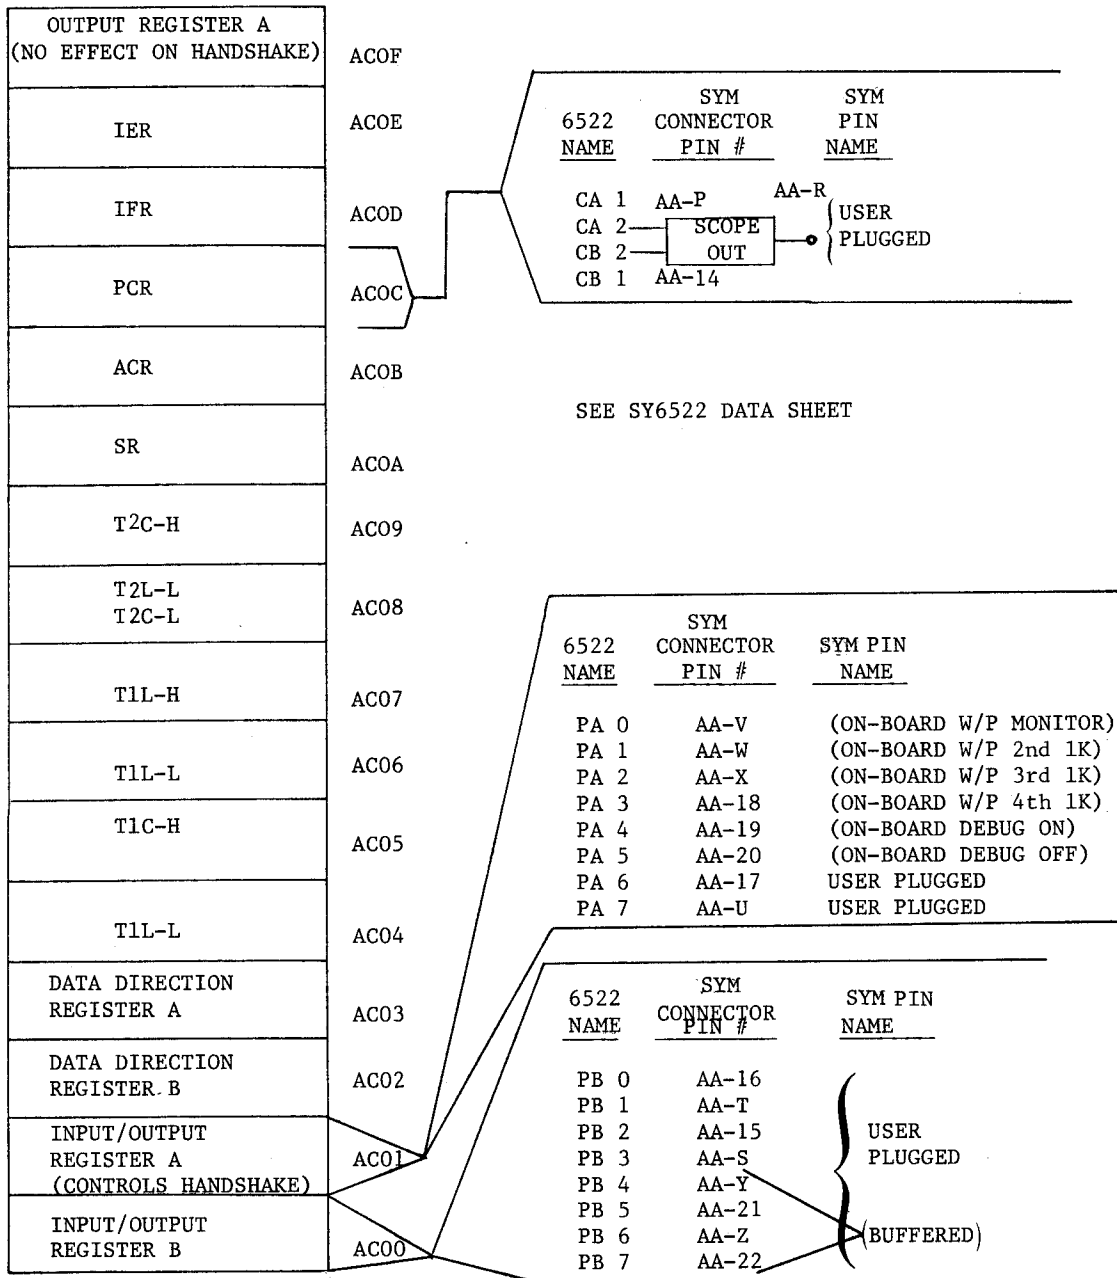 OUTPUT REGISTER A
(NO EFFECT ON HANDSHAKE)
AC0F
IER
AC0E
IFR
AC0D
PCR
AC0C
ACR
AC0B
SR
AC0A
T2C-H
AC09
T2L-L
T2C-L
AC08
T1L-H
AC07
T1L-L
AC06
T1C-H
AC05
T1L-L
AC04
DATA DIRECTION
REGISTER A
AC03
DATA DIRECTION
REGISTER B
AC02
INPUT/OUTPUT
REGISTER A
(CONTROLS HANDSHAKE)
AC01
INPUT/OUTPUT
REGISTER B
AC00
SYM SYM
6522 CONNECTOR PIN
NAME PIN # NAME
CA 1 AA-P AA-R
CA 2 SCOPE USER
CB 2 OUT PLUGGED
CB 1 AA-14
SEE SY6522 DATA SHEET
SYM
6522 CONNECTOR SYM PIN
NAME PIN # NAME
PA 0 AA-V (ON-BOARD W/P MONITOR)
PA 1 AA-W (ON-BOARD W/P 2nd 1K)
PA 2 AA-X (ON-BOARD W/P 3rd 1K)
PA 3 AA-18 (ON-BOARD W/P 4th 1K)
PA 4 AA-19 (ON-BOARD DEBUG ON)
PA 5 AA-20 (ON-BOARD DEBUG OFF)
PA 6 AA-17 USER PLUGGED
PA 7 AA-U USER PLUGGED
SYM
6522 CONNECTOR SYM PIN
NAME PIN # NAME
PB 0 AA-16
PB 1 AA-T
PB 2 AA-15 USER
PB 3 AA-S PLUGGED
PB 4 AA-Y
PB 5 AA-21
PB 6 AA-Z (BUFFERED)
PB 7 AA-22